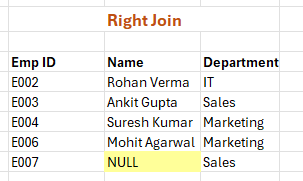 Right Join
Emp ID Name Department
E002 Rohan Verma IT
E003 Ankit Gupta Sales
E004 Suresh Kumar Marketing
E006 Mohit Agarwal Marketing
E007 NULL Sales